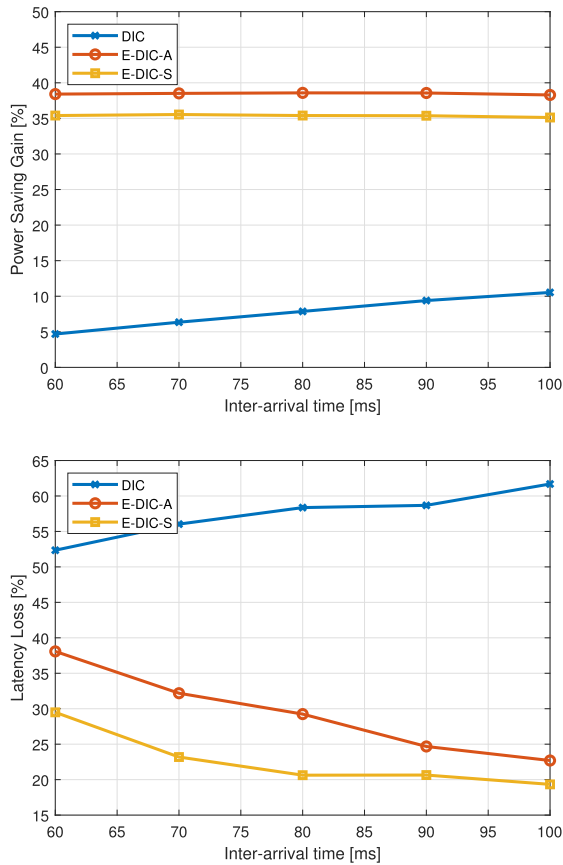 50
45
40
35
30
25
20
15
10
5
0
Power Saving Gain [%]
DIC
E-DIC-A
E-DIC-S
60 65 70 75 80 85 90 95 100
Inter-arrival time [ms]
65
60
55
50
45
40
35
30
25
20
15
Latency Loss [%]
DIC
E-DIC-A
E-DIC-S
60 65 70 75 80 85 90 95 100
Inter-arrival time [ms]